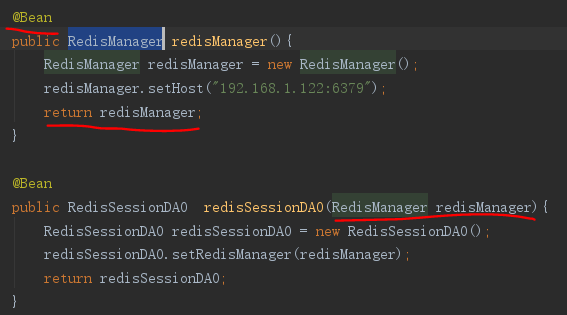 @Bean
public RedisManager redisManager(){
RedisManager redisManager = new RedisManager();
redisManager.setHost("192.168.1.122:6379");
return redisManager;
}
@Bean
public RedisSessionDAO  redisSessionDAO(RedisManager redisManager){
RedisSessionDAO redisSessionDAO = new RedisSessionDAO();
redisSessionDAO.setRedisManager(redisManager);
return redisSessionDAO;
}